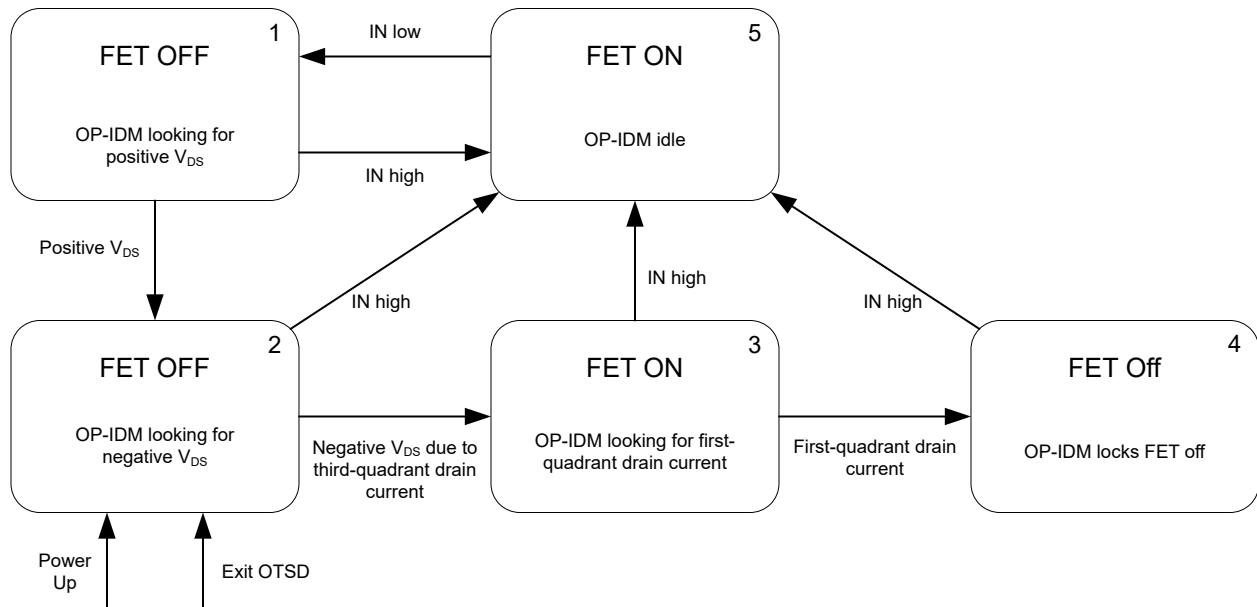 1
FET OFF
OP-IDM looking for
positive VDS
IN low
5
FET ON
OP-IDM idle
IN high
Positive VDS
IN high
IN high
IN high
2
FET OFF
OP-IDM looking for
negative VDS
Negative VDS due to
third-quadrant drain
current
3
FET ON
OP-IDM looking for first-
quadrant drain current
First-quadrant drain
current
4
FET Off
OP-IDM locks FET off
Power
Up
Exit OTSD